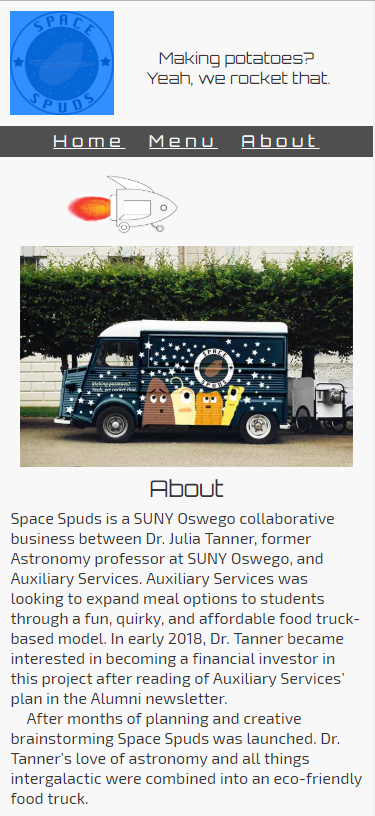 SPACE
SPUDS
Making potatoes?
Yeah, we rocket that.
Home Menu About
SPACE
SPUDS
Making potatoes?
Yeah, we rocket that.
About
Space Spuds is a SUNY Oswego collaborative
business between Dr. Julia Tanner, former
Astronomy professor at SUNY Oswego, and
Auxiliary Services. Auxiliary Services was
looking to expand meal options to students
through a fun, quirky, and affordable food truck-
based model. In early 2018, Dr. Tanner became
interested in becoming a financial investor in
this project after reading of Auxiliary Services'
plan in the Alumni newsletter.
After months of planning and creative
brainstorming Space Spuds was launched. Dr.
Tanner's love of astronomy and all things
intergalactic were combined into an eco-friendly
food truck.